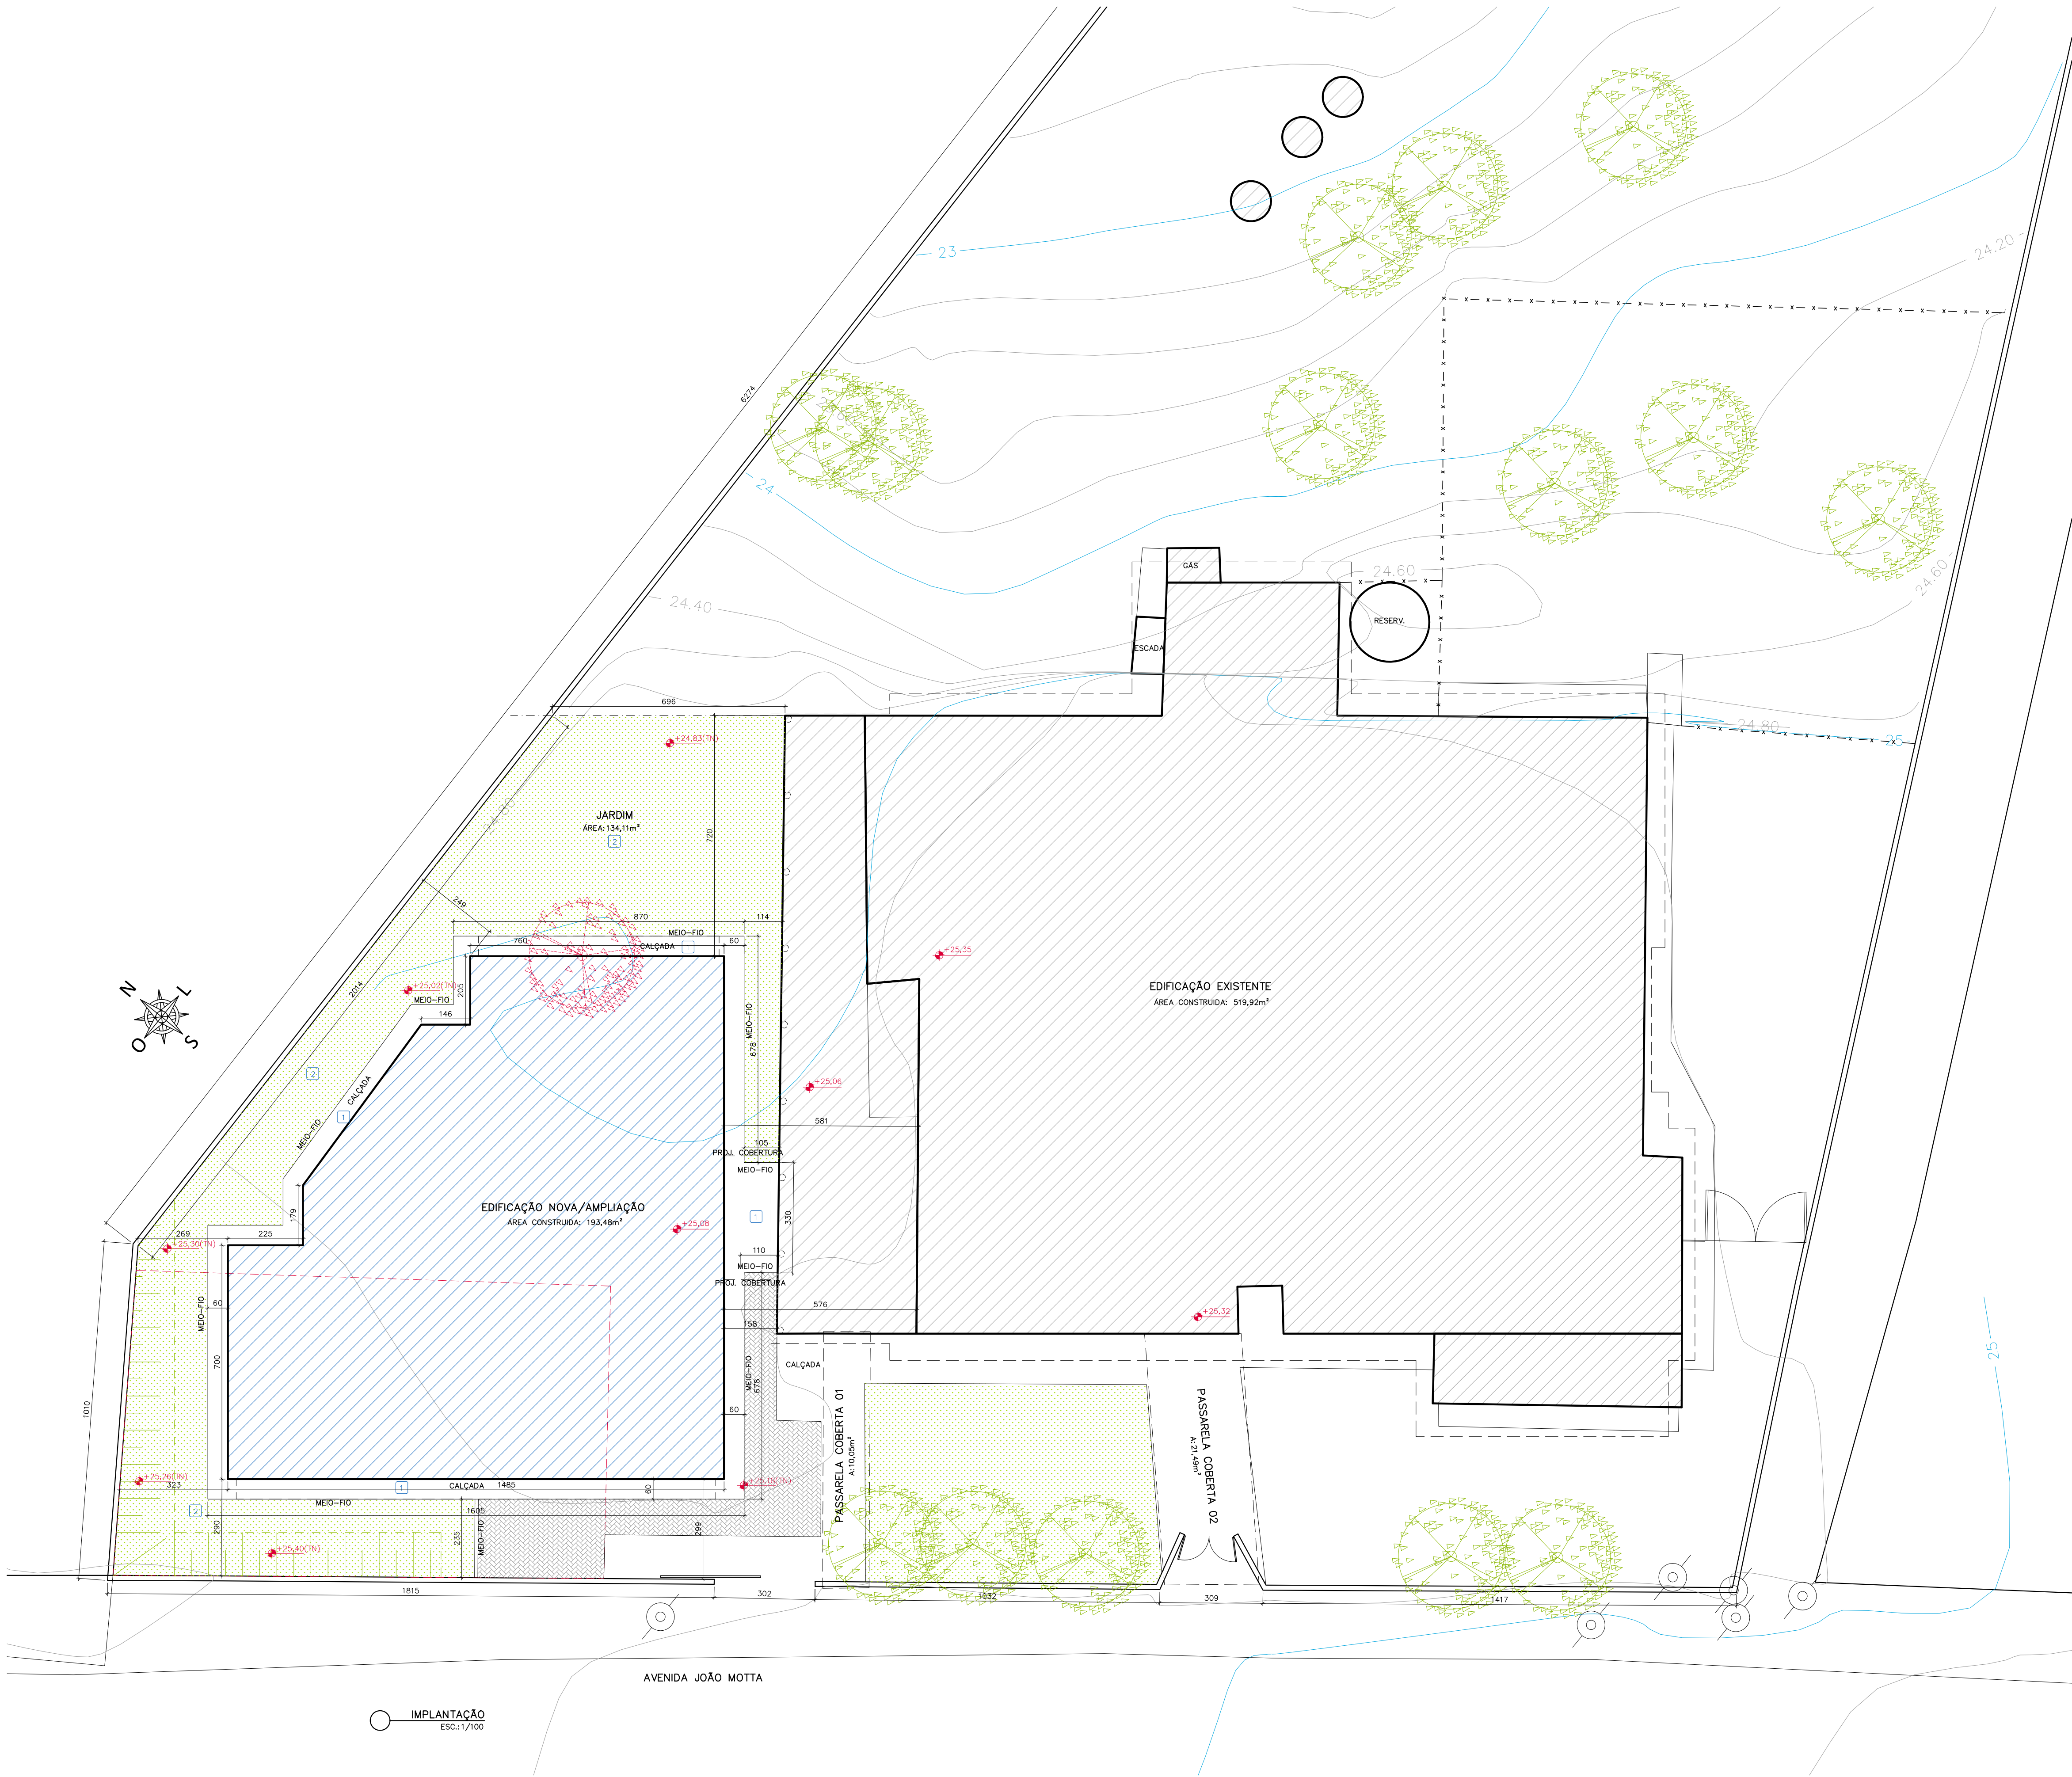 23
24.20
6274
24
GÁS
24.60
RESERV.
24.60
24.40
ESCADA
696
24.80
25
+24,83(TN)
JARDIM
ÁREA: 134,11m²
2
720
249
870
114
MEIO-FIO
760
CALÇADA
1
60
N
L
O
S
2014
+25,02(TN)
205
MEIO-FIO
146
+25,35
EDIFICAÇÃO EXISTENTE
ÁREA CONSTRUIDA: 519,92m²
MEIO-FIO
678
2
CALÇADA
1
MEIO-FIO
+25,06
581
105
PROJ. COBERTURA
MEIO-FIO
179
EDIFICAÇÃO NOVA/AMPLIAÇÃO
ÁREA CONSTRUIDA: 193,48m²
+25,08
1
330
269
225
+25,30(TN)
110
MEIO-FIO
PROJ. COBERTURA
60
MEIO-FIO
576
+25,32
158
700
CALÇADA
MEIO-FIO
678
25
1010
60
PASSARELA COBERTA 01
A: 10,05m²
PASSARELA COBERTA 02
A: 21,49m²
+25,26(TN)
323
CALÇADA
1
1485
60
+25,18(TN)
MEIO-FIO
2
1605
290
235
MEIO-FIO
299
+25,40(TN)
1815
302
1032
309
1417
AVENIDA JOÃO MOTTA
IMPLANTAÇÃO
ESC.: 1/100